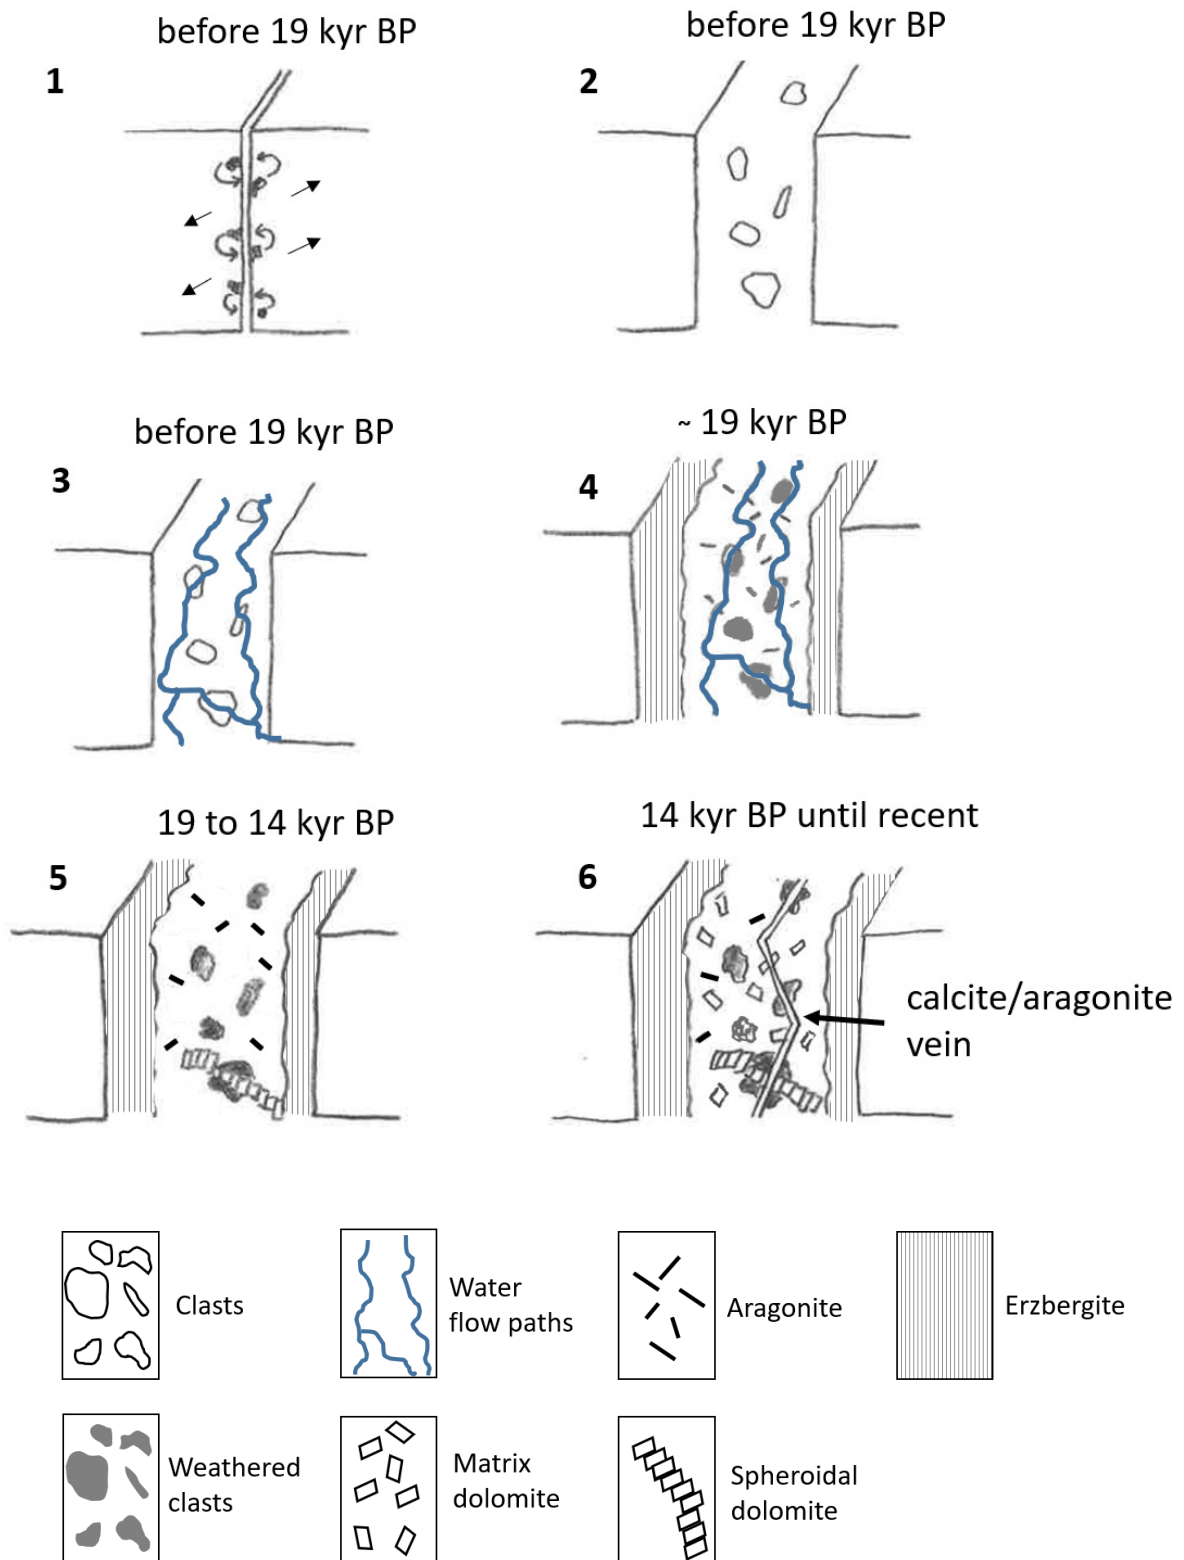 before 19 kyr BP
1
before 19 kyr BP
2
before 19 kyr BP
3
~ 19 kyr BP
4
19 to 14 kyr BP
5
14 kyr BP until recent
6
calcite/aragonite
vein
Clasts
Water
flow paths
Aragonite
Erzbergite
Weathered
clasts
Matrix
dolomite
Spheroidal
dolomite